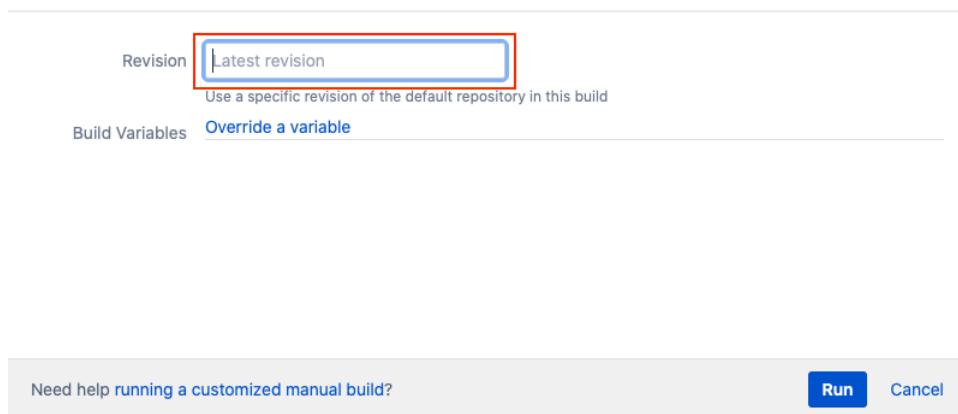 Revision Latest revision
Use a specific revision of the default repository in this build
Build Variables Override a variable
Need help running a customized manual build? Run Cancel